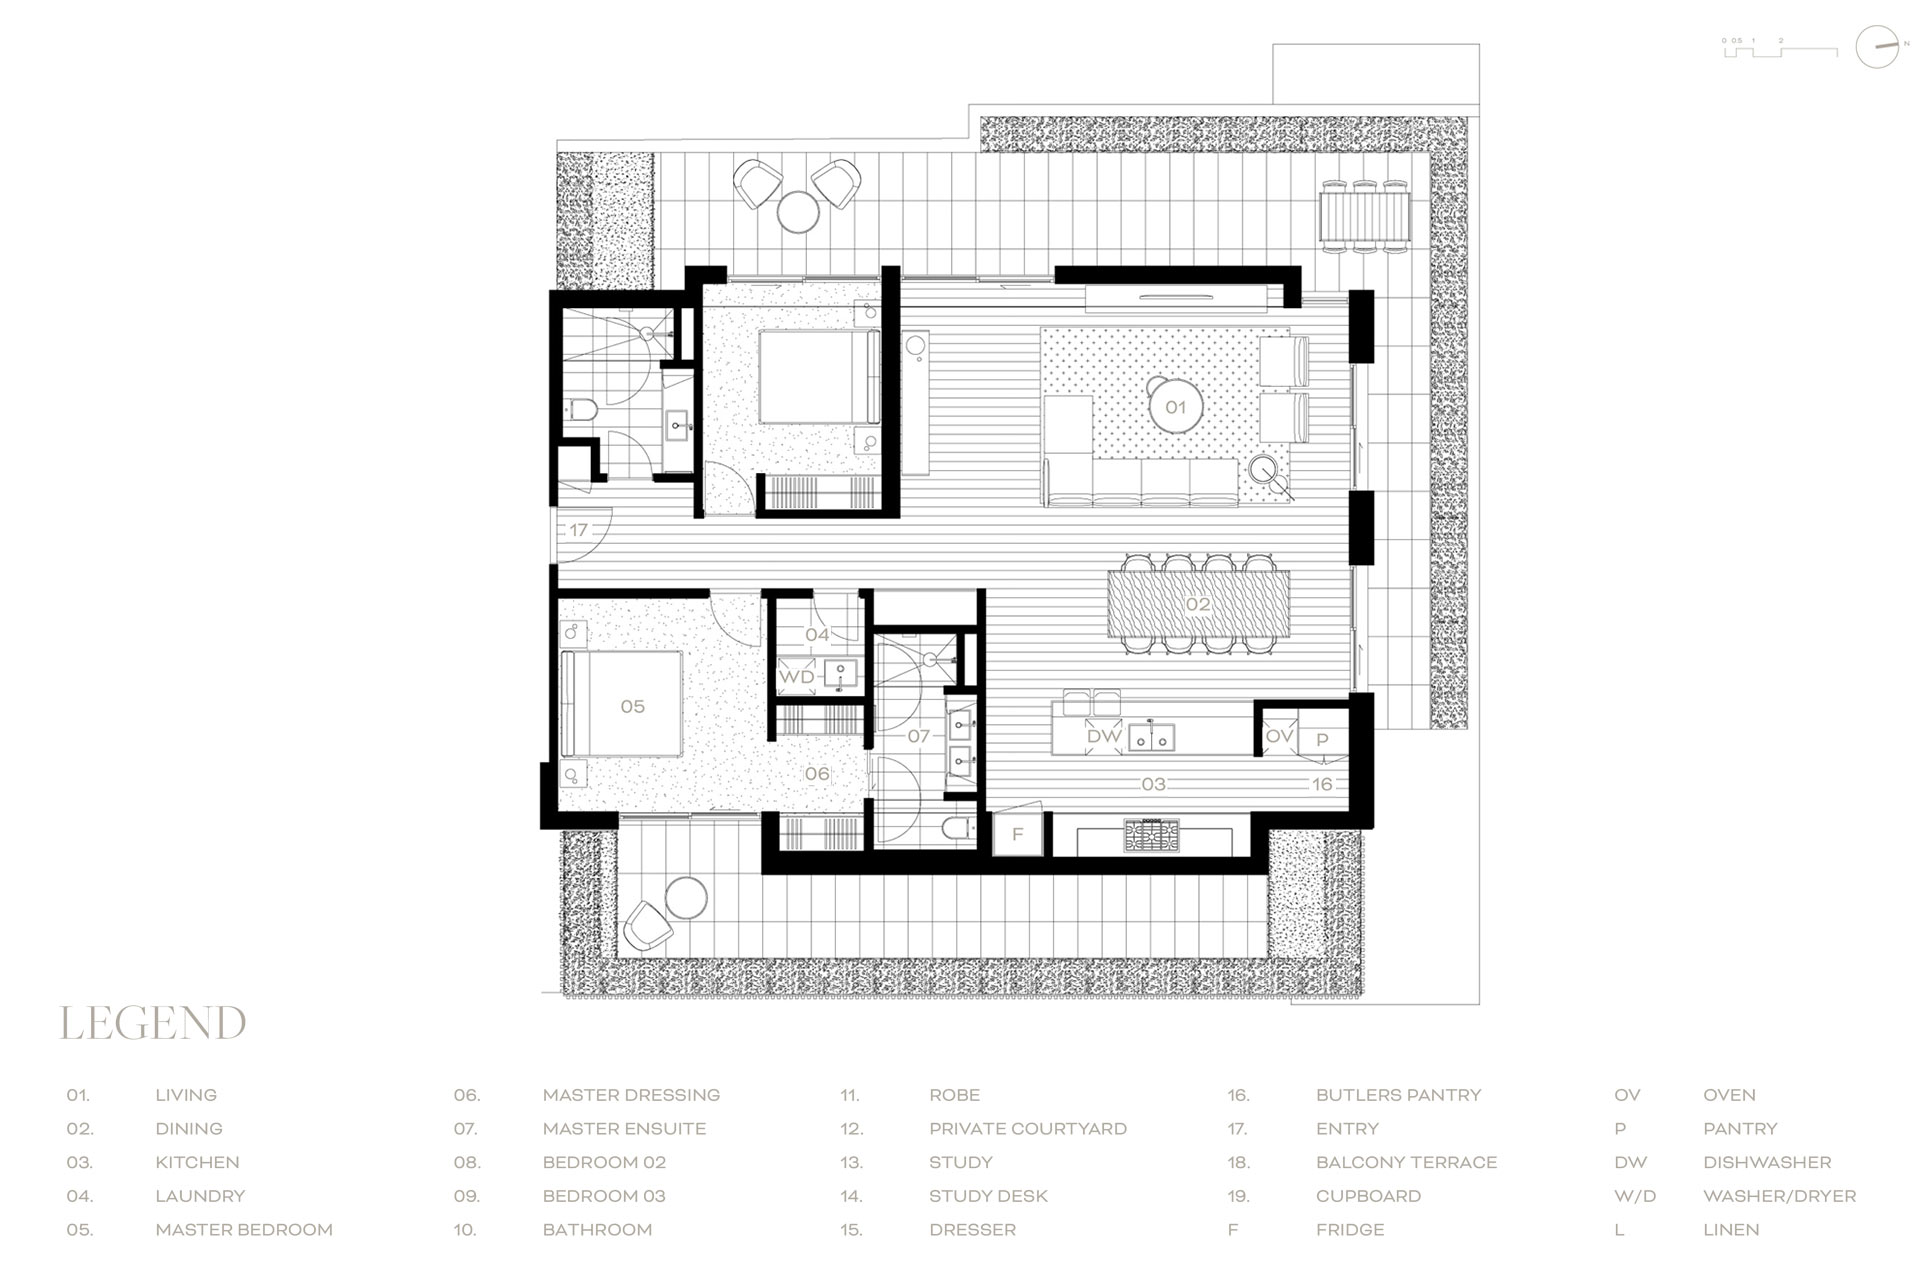 0 0.5 1 2
N
01
17
02
04
WD
05
07
DW
OV
P
06
03
16
F
LEGEND
01. LIVING 06. MASTER DRESSING 11. ROBE 16. BUTLERS PANTRY OV OVEN
02. DINING 07. MASTER ENSUITE 12. PRIVATE COURTYARD 17. ENTRY P PANTRY
03. KITCHEN 08. BEDROOM 02 13. STUDY 18. BALCONY TERRACE DW DISHWASHER
04. LAUNDRY 09. BEDROOM 03 14. STUDY DESK 19. CUPBOARD W/D WASHER/DRYER
05. MASTER BEDROOM 10. BATHROOM 15. DRESSER F FRIDGE L LINEN